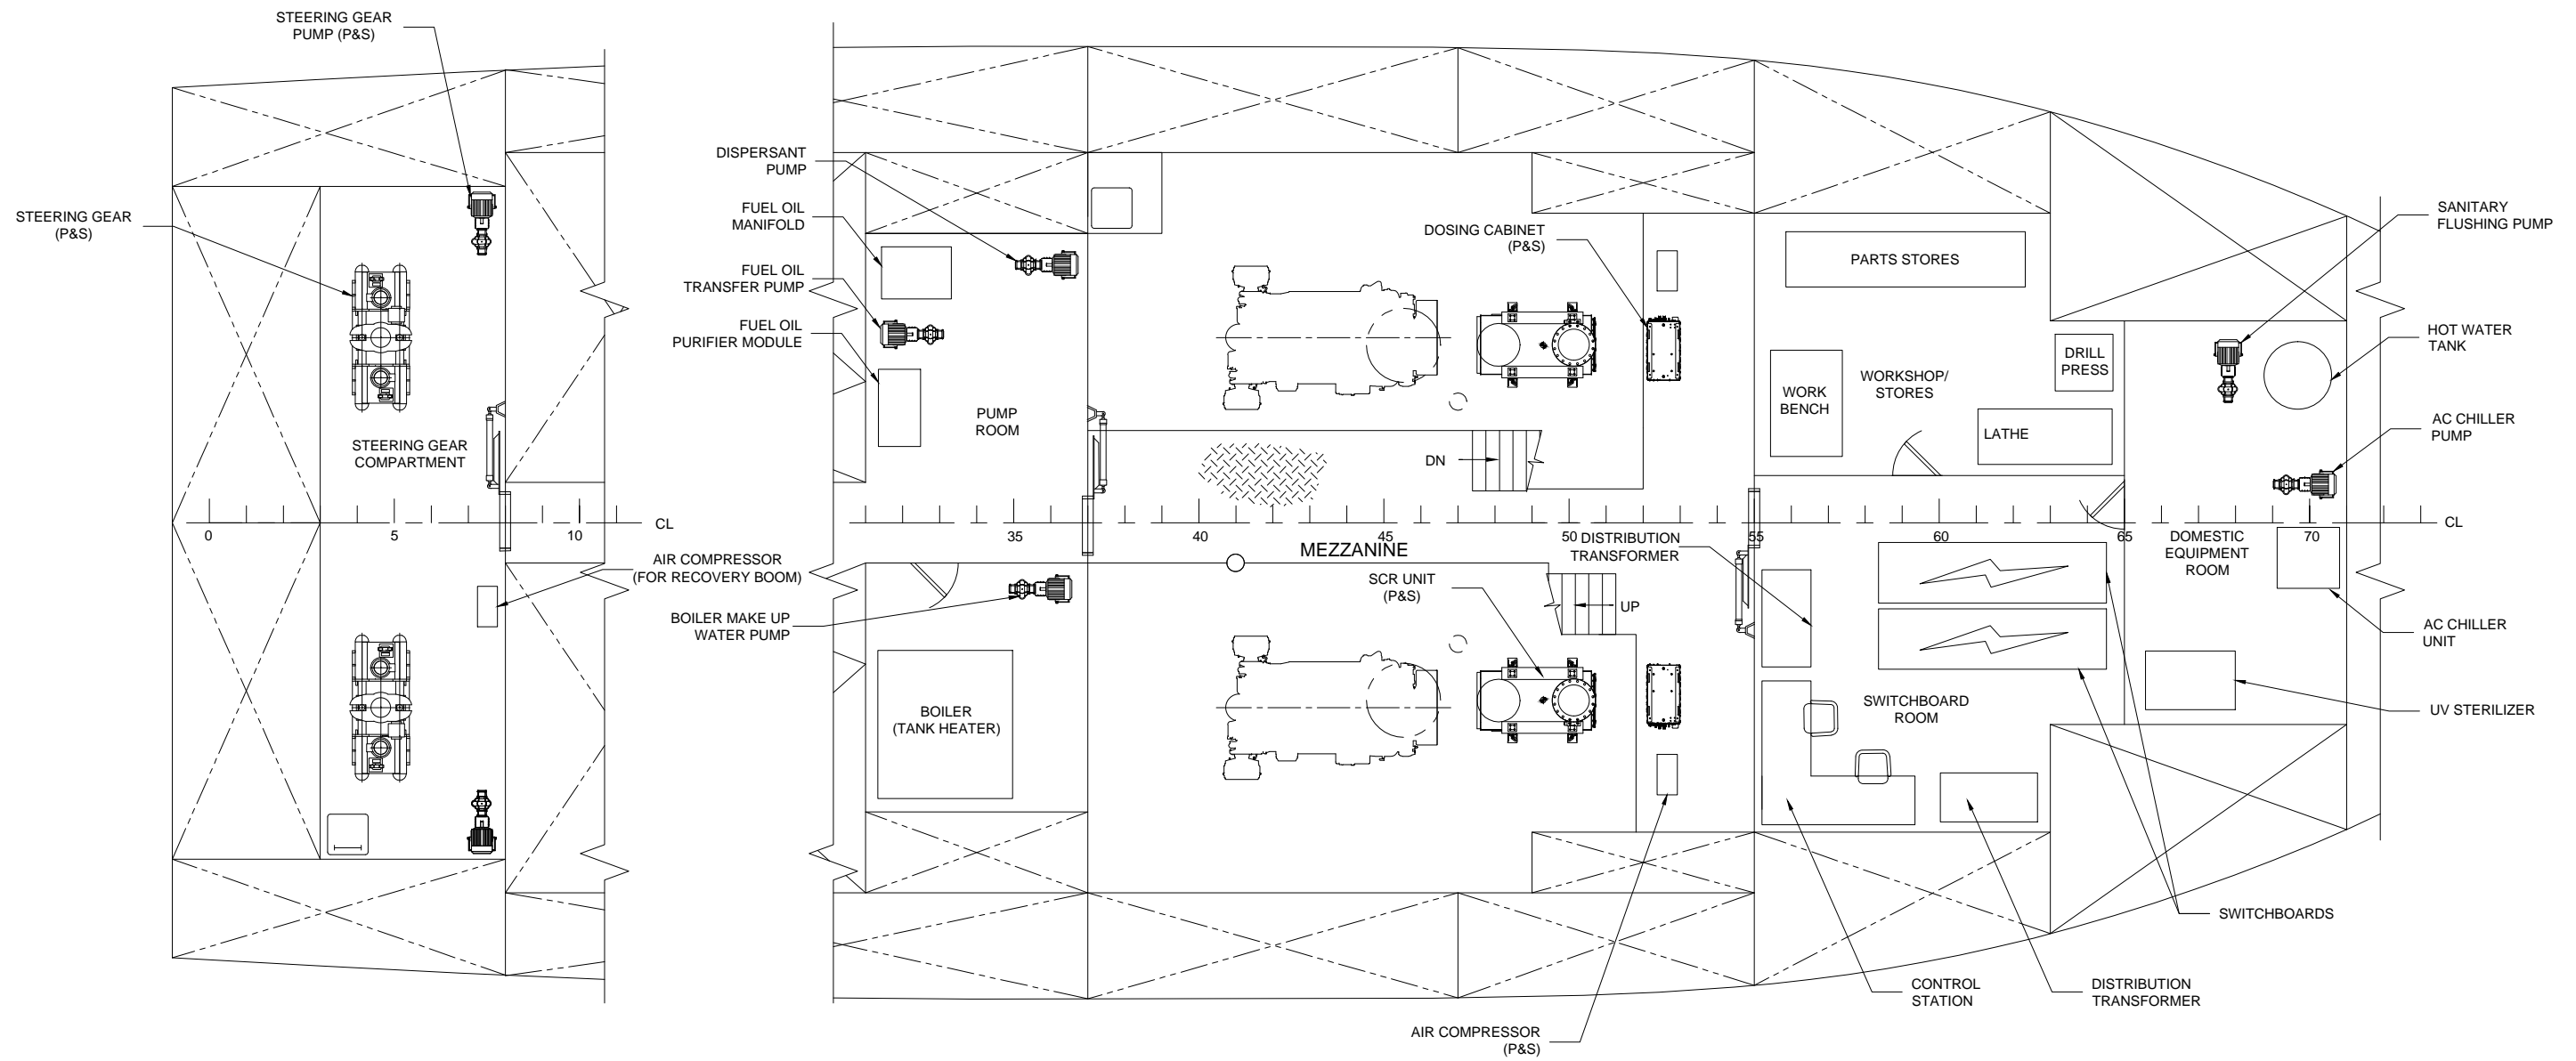 STEERING GEAR
PUMP (P&S)
STEERING GEAR
(P&S)
STEERING GEAR
COMPARTMENT
AIR COMPRESSOR
(FOR RECOVERY BOOM)
0
5
10
CL
DISPERSANT
PUMP
FUEL OIL
MANIFOLD
FUEL OIL
TRANSFER PUMP
FUEL OIL
PURIFIER MODULE
PUMP
ROOM
BOILER MAKE UP
WATER PUMP
BOILER
(TANK HEATER)
DOSING CABINET
(P&S)
DN
35
40
45
50
55
60
65
70
CL
MEZZANINE
DISTRIBUTION
TRANSFORMER
SCR UNIT
(P&S)
UP
AIR COMPRESSOR
(P&S)
PARTS STORES
WORK
BENCH
WORKSHOP/
STORES
DRILL
PRESS
LATHE
SWITCHBOARD
ROOM
DOMESTIC
EQUIPMENT
ROOM
SANITARY
FLUSHING PUMP
HOT WATER
TANK
AC CHILLER
PUMP
AC CHILLER
UNIT
UV STERILIZER
SWITCHBOARDS
CONTROL
STATION
DISTRIBUTION
TRANSFORMER